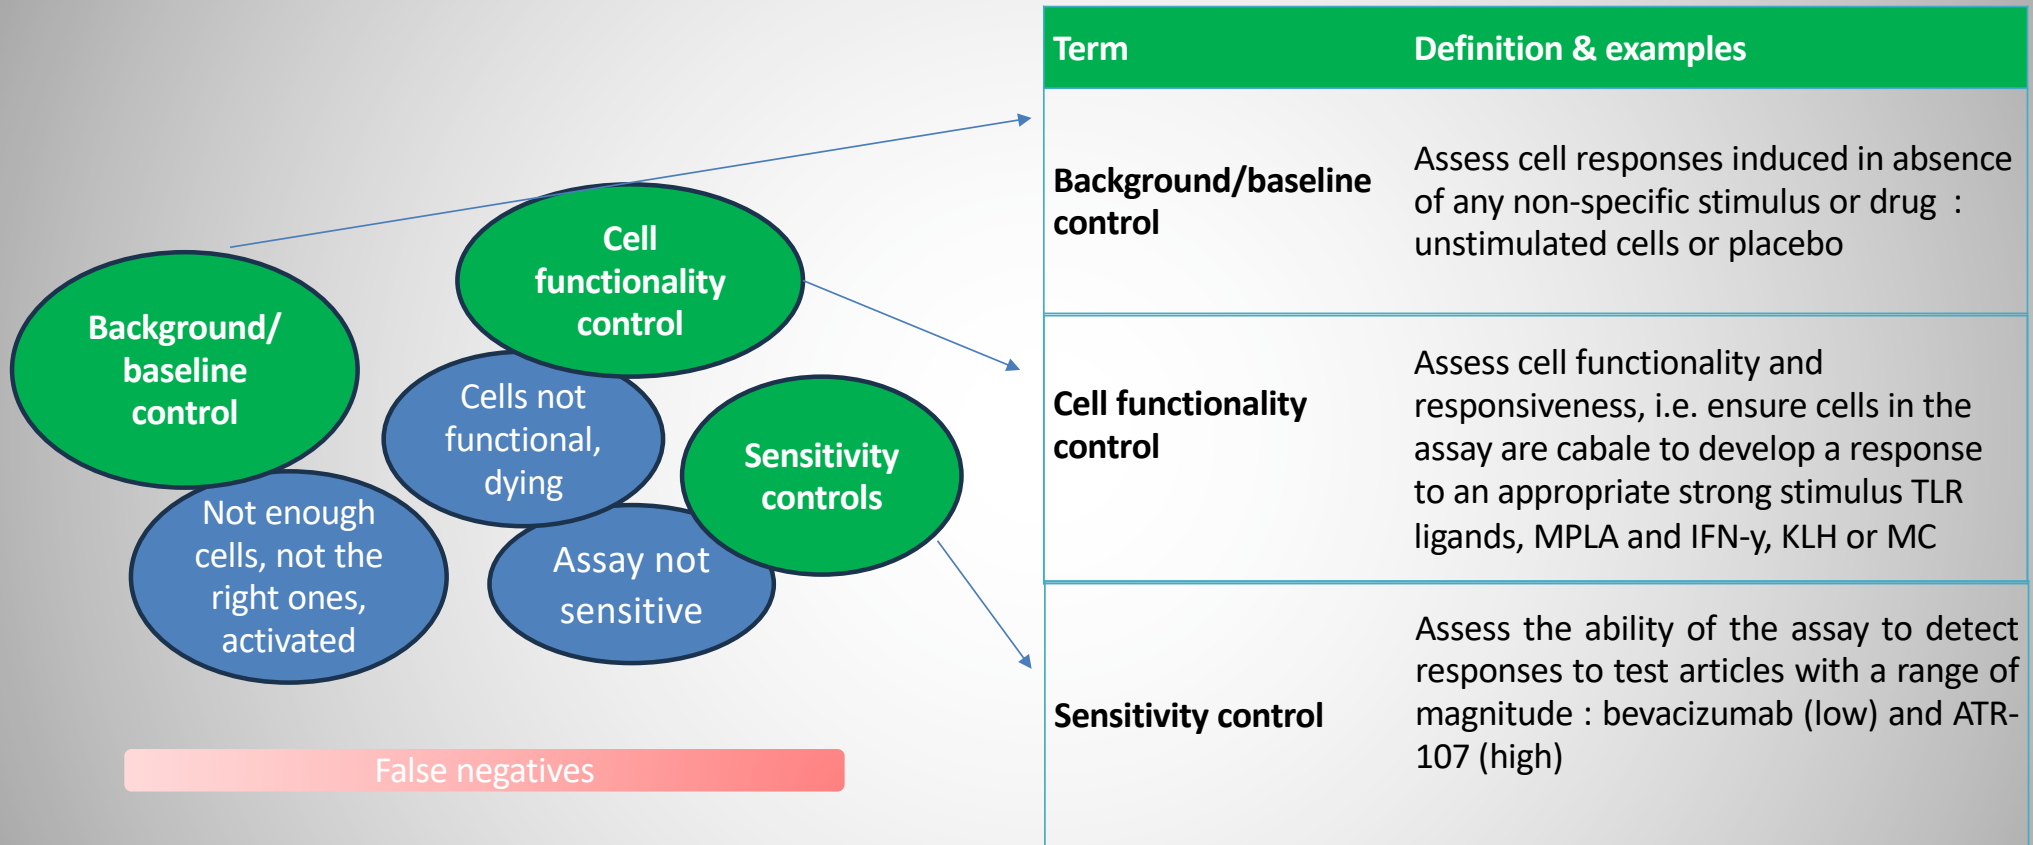 Background/
baseline
control
Cell
functionality
control
Sensitivity
controls
Not enough
cells, not the
right ones,
activated
Cells not
functional,
dying
Assay not
sensitive
False negatives
Term Definition & examples
Background/baseline
control
Assess cell responses induced in absence
of any non-specific stimulus or drug :
unstimulated cells or placebo
Cell functionality
control
Assess cell functionality and
responsiveness, i.e. ensure cells in the
assay are cabale to develop a response
to an appropriate strong stimulus TLR
ligands, MPLA and IFN-y, KLH or MC
Sensitivity control
Assess the ability of the assay to detect
responses to test articles with a range of
magnitude : bevacizumab (low) and ATR-
107 (high)